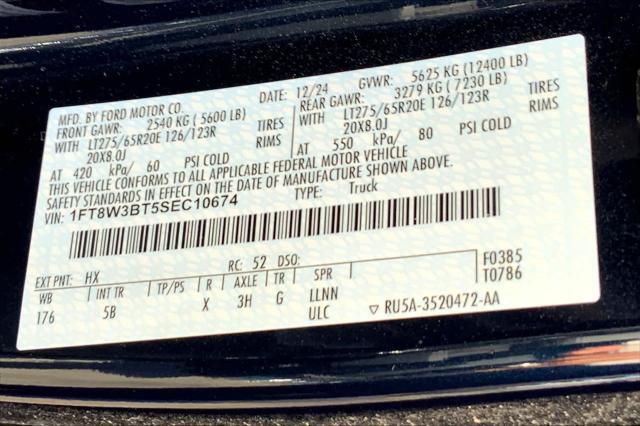 MFD. BY FORD MOTOR CO.
DATE: 12/24 GVWR: 5625 KG (12400 LB)
FRONT GAWR: 2540 KG (5600 LB)
REAR GAWR: 3279 KG (7230 LB)
WITH LT275/65R20E 126/123R TIRES
WITH LT275/65R20E 126/123R TIRES
20X8.0J RIMS
20X8.0J RIMS
AT 420 kPa/ 60 PSI COLD
AT 550 kPa/ 80 PSI COLD
THIS VEHICLE CONFORMS TO ALL APPLICABLE FEDERAL MOTOR VEHICLE
SAFETY STANDARDS IN EFFECT ON THE DATE OF MANUFACTURE SHOWN ABOVE.
VIN: 1FT8W3BT5SEC10674 TYPE: Truck
EXT PNT: HX RC: 52 DSO: F0385
WB INT TR TP/PS R AXLE TR SPR T0786
176 5B X 3H G LLNN
ULC ▽ RU5A-3520472-AA